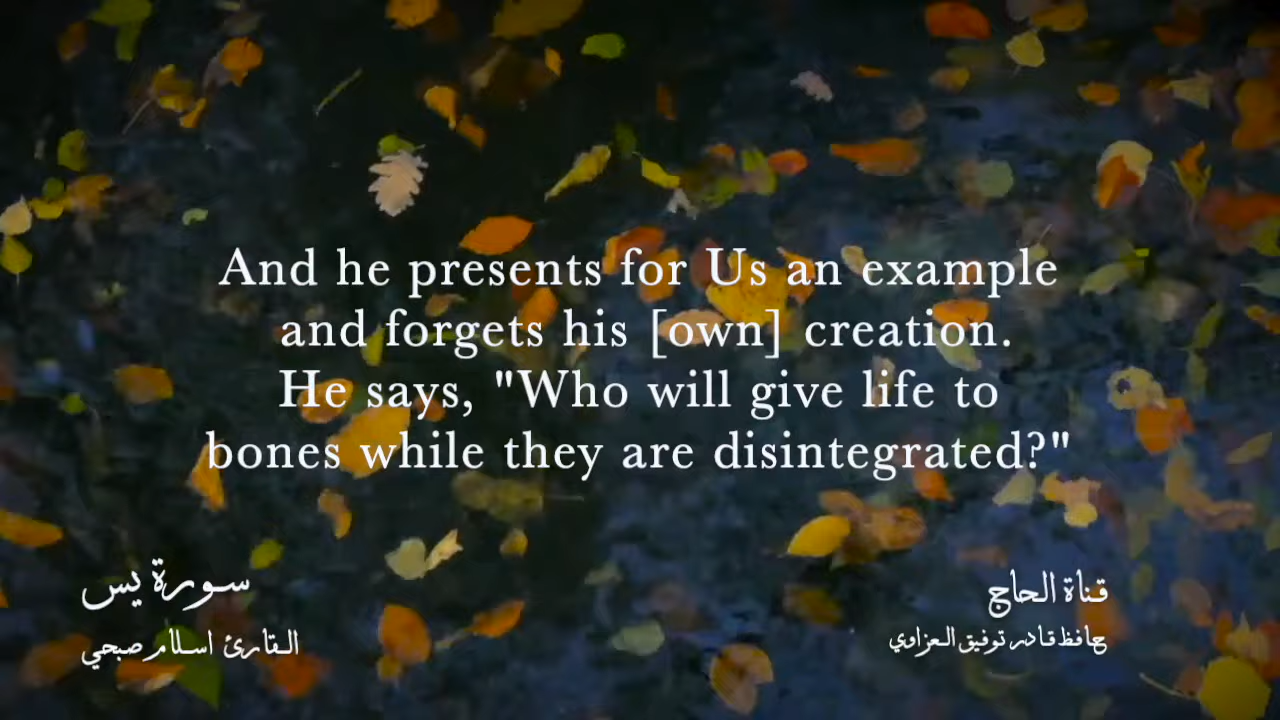 And he presents for Us an example
and forgets his [own] creation.
He says, "Who will give life to
bones while they are disintegrated?"
سورة يس
القارئ اسلام صبحي
قناة الحاج
حافظ قادر توفيق العزاوي